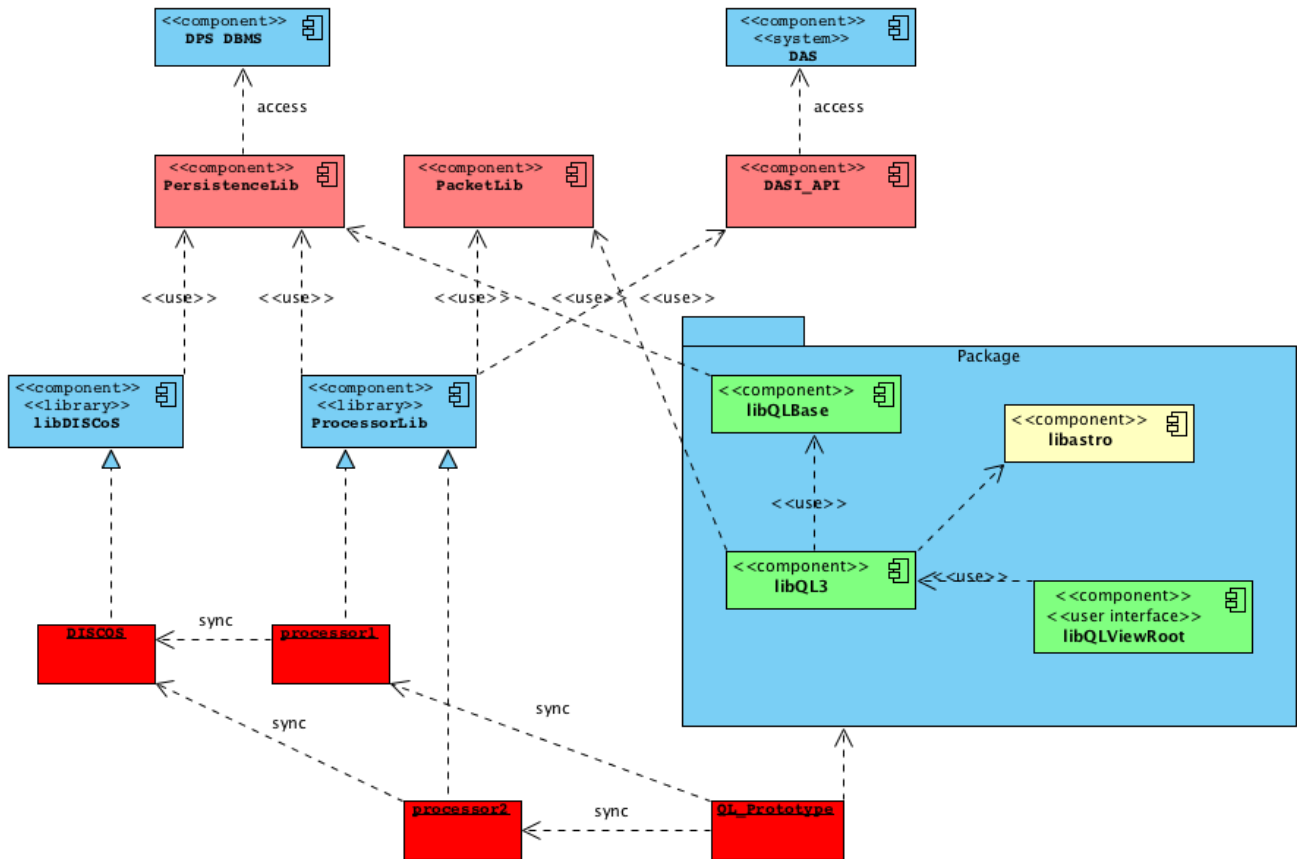 <<component>>
DPS DBMS
<<component>>
<<system>>
DAS
access
access
<<component>>
PersistenceLib
<<component>>
PacketLib
<<component>>
DASI_API
<<use>>
<<use>>
<<use>>
<<use>>
<<use>>
Package
<<component>>
<<library>>
libDISCoS
<<component>>
<<library>>
ProcessorLib
<<component>>
libQLBase
<<component>>
libastro
<<use>>
<<component>>
libQL3
<<use>>
<<component>>
<<user interface>>
libQLViewRoot
DISCOS
sync
processor1
sync
sync
processor2
sync
QL_Prototype